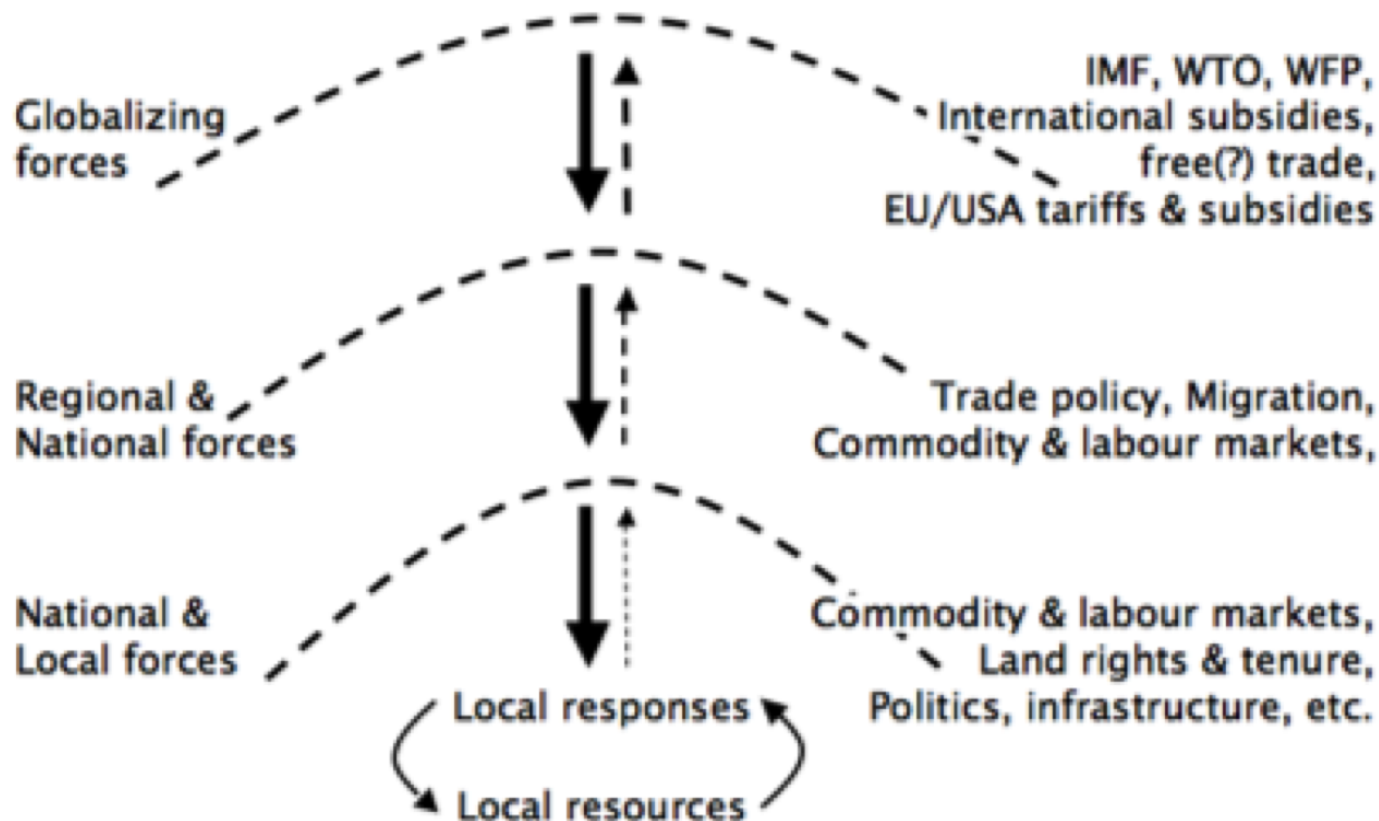 Globalizing
forces
IMF, WTO, WFP,
International subsidies,
free(?) trade,
EU/USA tariffs & subsidies
Regional &
National forces
Trade policy, Migration,
Commodity & labour markets,
National &
Local forces
Commodity & labour markets,
Land rights & tenure,
Politics, infrastructure, etc.
Local responses
Local resources